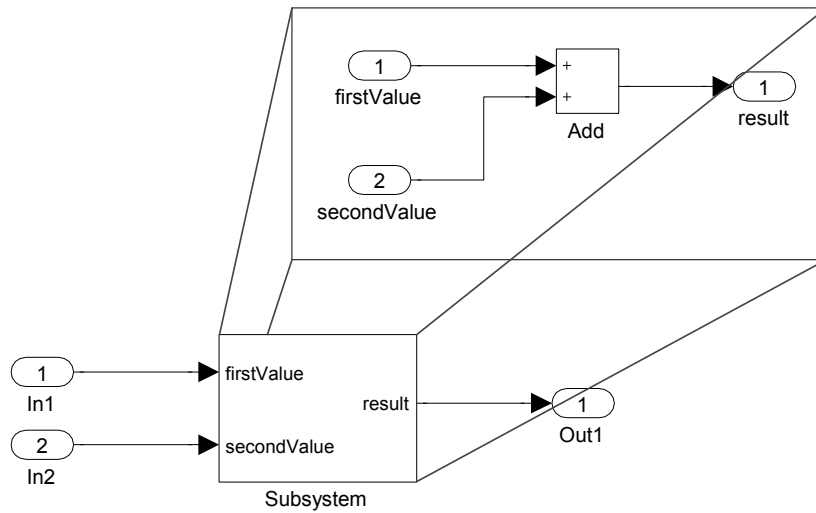 1
firstValue
+
+
Add
1
result
2
secondValue
1
In1
firstValue
result
1
Out1
2
In2
secondValue
Subsystem